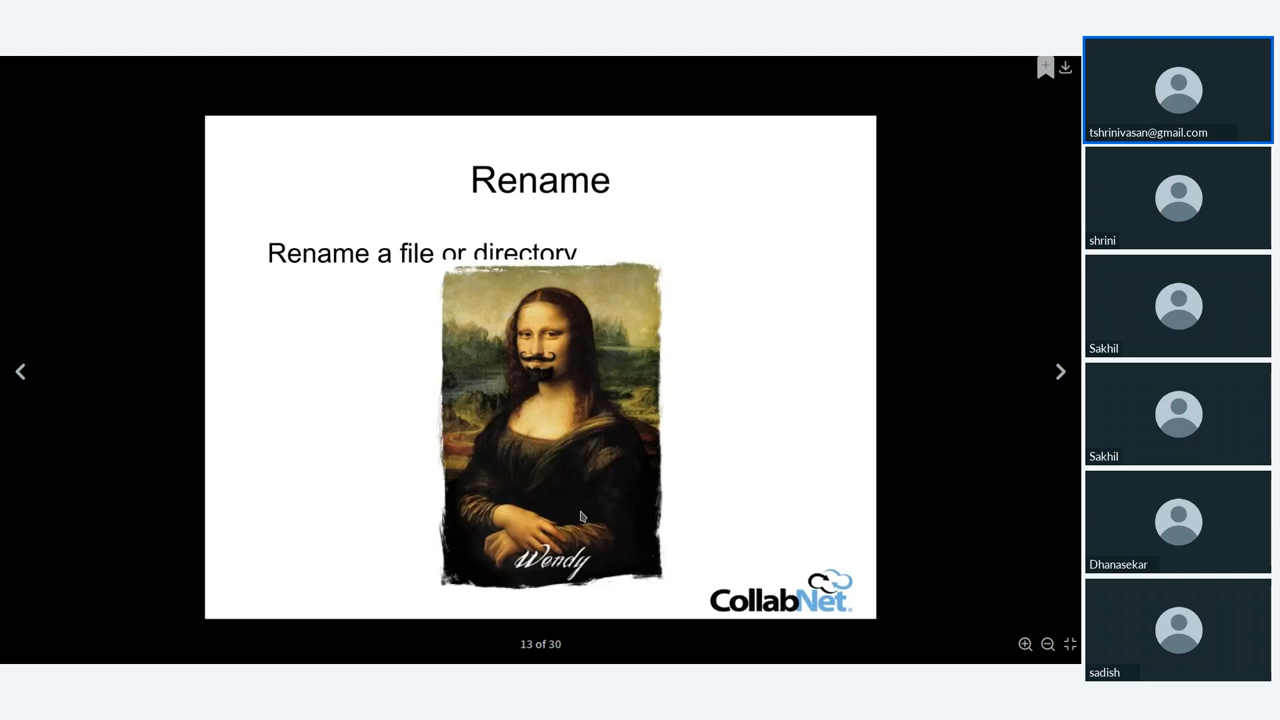 Rename
Rename a file or directory
Wendy
CollabNet
13 of 30
tshrinivasan@gmail.com
shrini
Sakhil
Sakhil
Dhanasekar
sadish